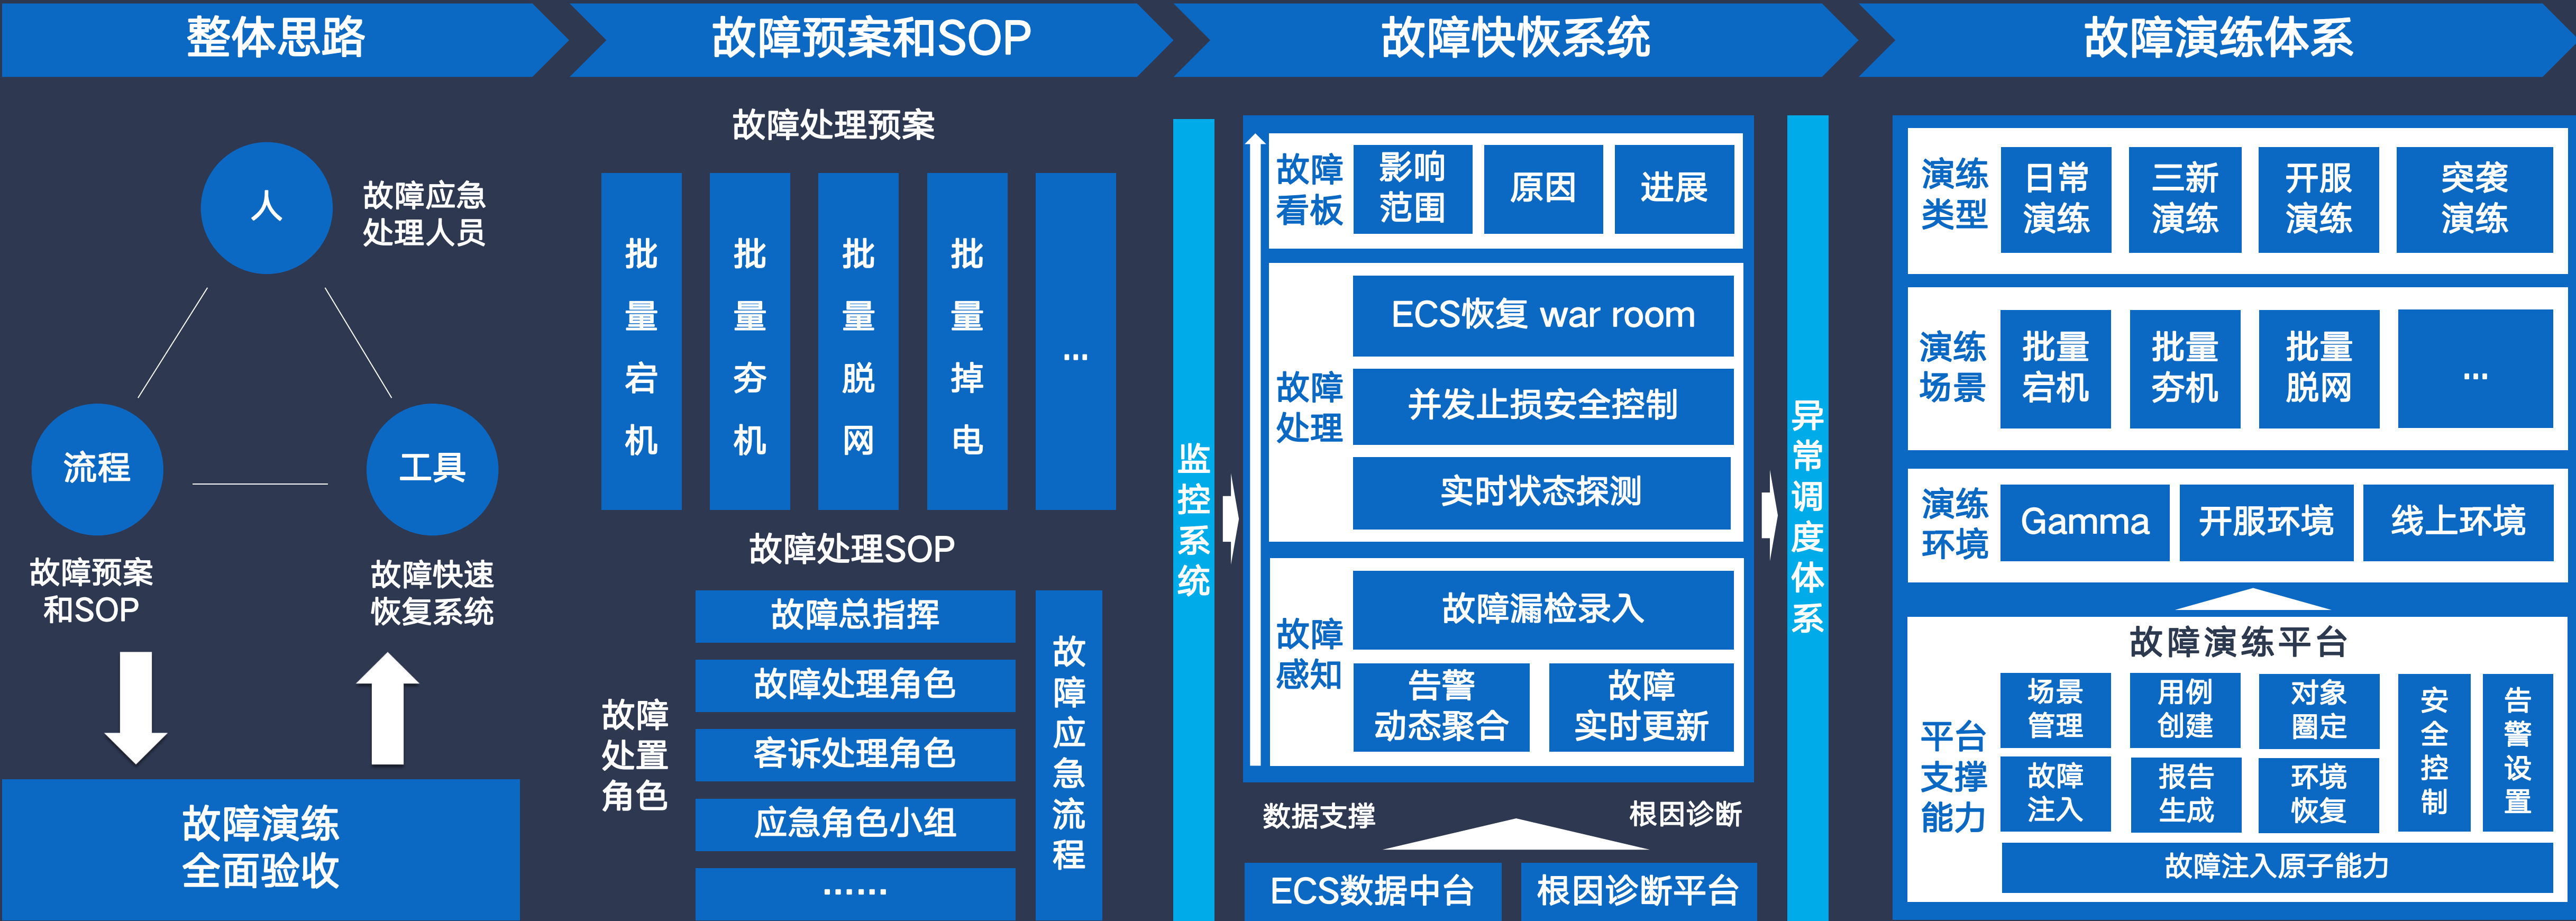 整体思路
故障预案和SOP
故障快恢系统
故障演练体系
人
故障应急
处理人员
流程
工具
故障预案
和SOP
故障快速
恢复系统
故障演练
全面验收
故障处理预案
批量宕机
批量夯机
批量脱网
批量掉电
...
故障处理SOP
故障
处置
角色
故障总指挥
故障处理角色
客诉处理角色
应急角色小组
……
故障应急流程
监控系统
故障
看板
影响
范围
原因
进展
故障
处理
ECS恢复 war room
并发止损安全控制
实时状态探测
故障
感知
故障漏检录入
告警
动态聚合
故障
实时更新
数据支撑
根因诊断
ECS数据中台
根因诊断平台
异常调度体系
演练
类型
日常
演练
三新
演练
开服
演练
突袭
演练
演练
场景
批量
宕机
批量
夯机
批量
脱网
...
演练
环境
Gamma
开服环境
线上环境
故障演练平台
平台
支撑
能力
场景
管理
用例
创建
对象
圈定
故障
注入
报告
生成
环境
恢复
安全控制
告警设置
故障注入原子能力